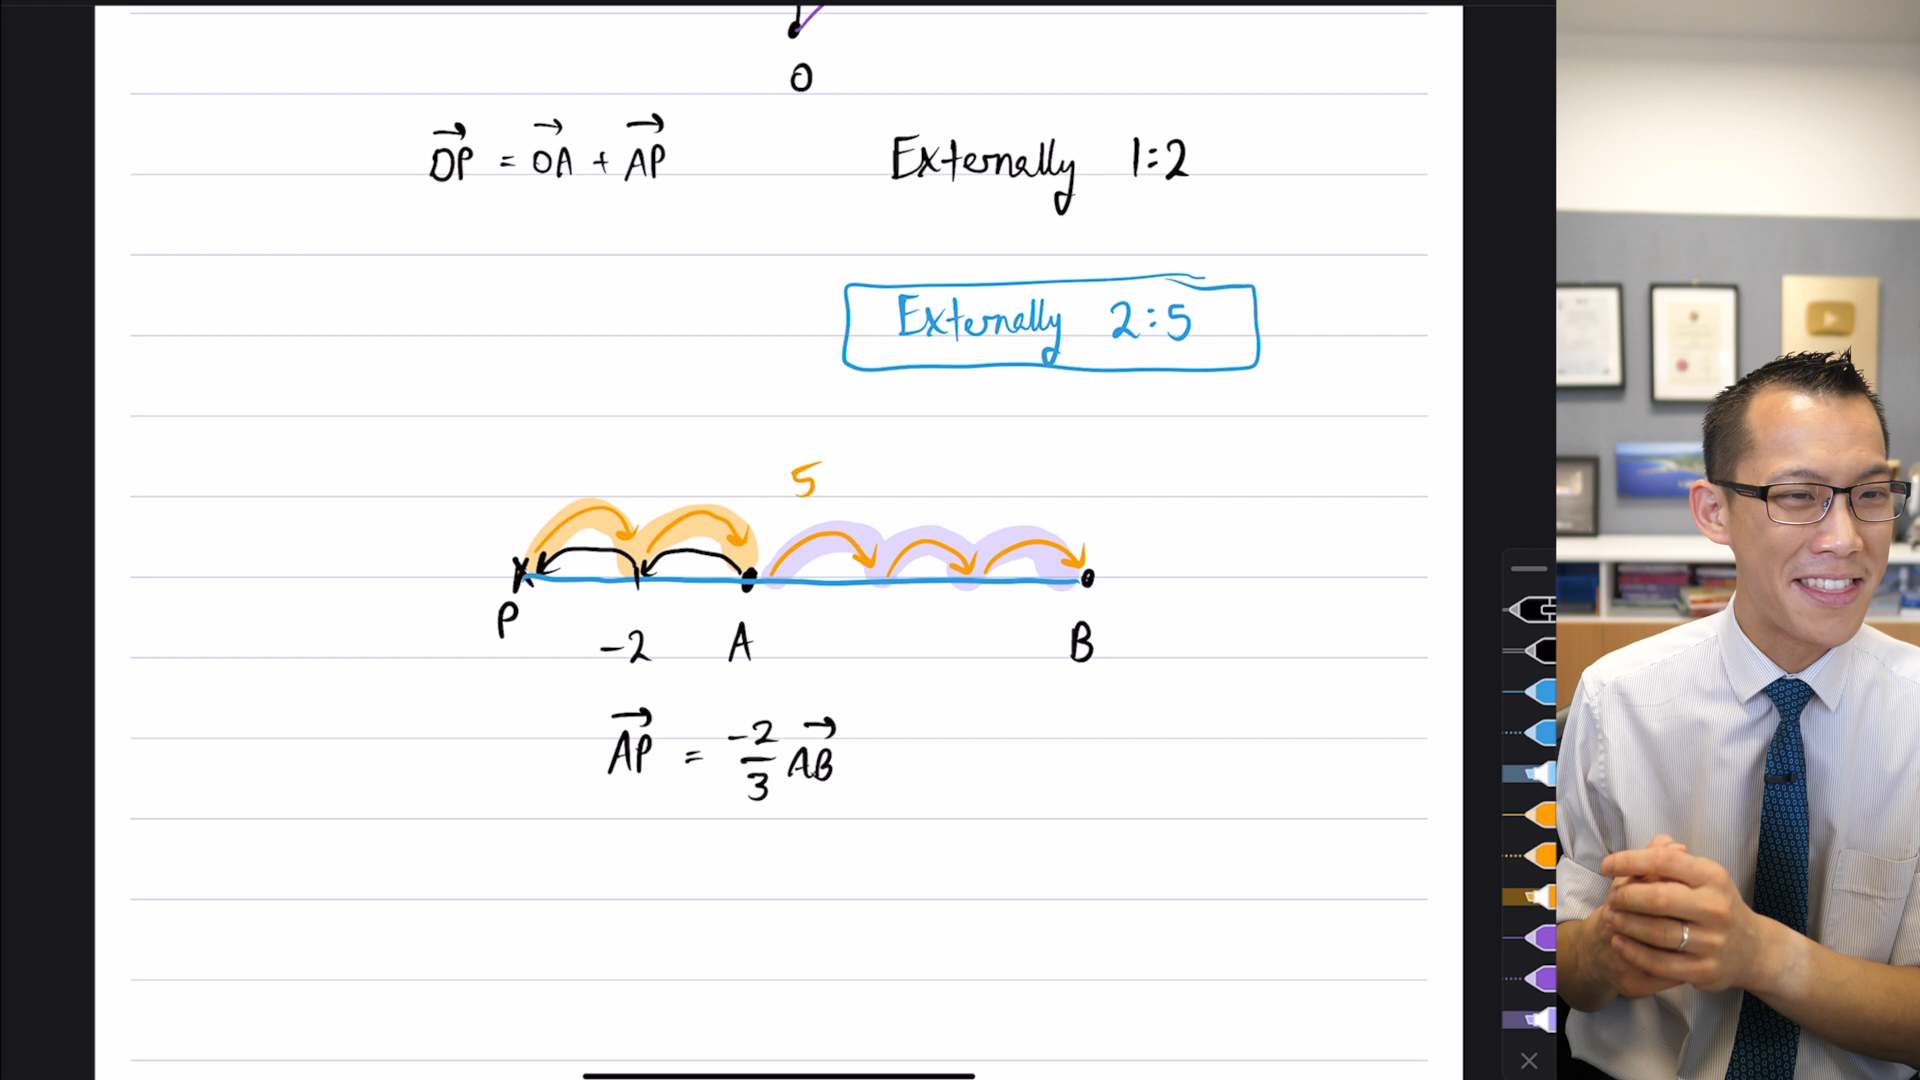 O
OP = OA + AP
Externally 1:2
Externally 2:5
5
P
-2
A
B
AP = -2/3 AB